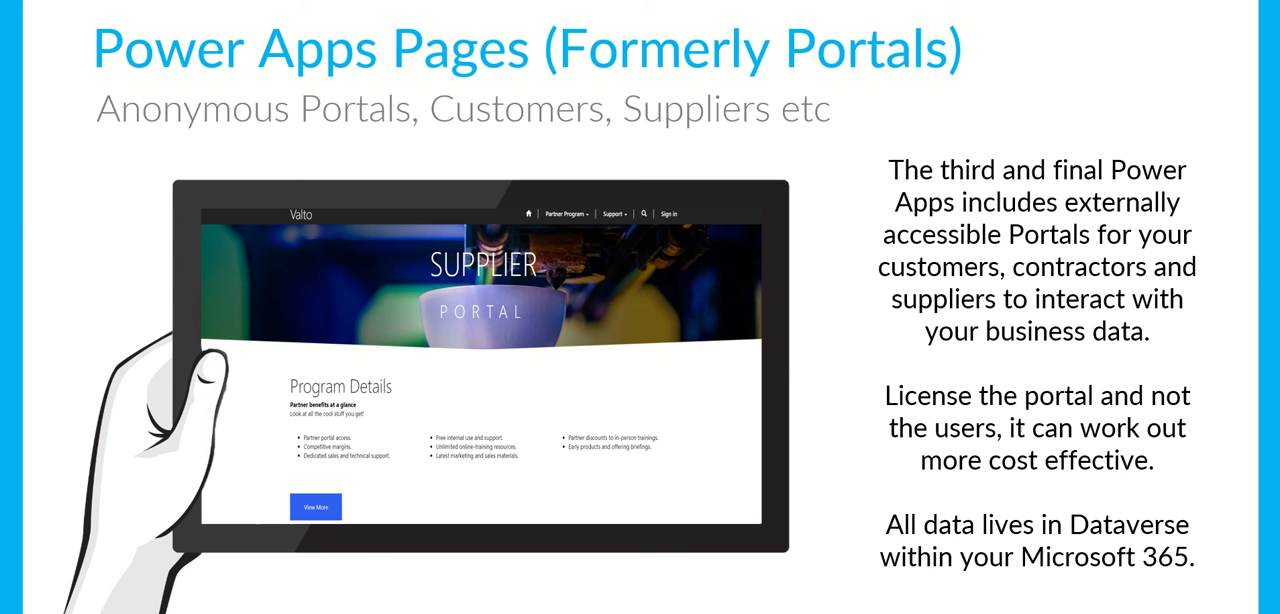 Power Apps Pages (Formerly Portals)
Anonymous Portals, Customers, Suppliers etc
Valto
Partner Program
Support
Sign in
SUPPLIER
PORTAL
Program Details
Partner benefits at a glance
Look at all the cool stuff you get!
• Partner portal access.
• Competitive margins.
• Dedicated sales and technical support.
• Free internal use and support.
• Unlimited online-training resources.
• Latest marketing and sales materials.
• Partner discounts to in-person trainings.
• Early products and offering briefings.
View More
The third and final Power
Apps includes externally
accessible Portals for your
customers, contractors and
suppliers to interact with
your business data.
License the portal and not
the users, it can work out
more cost effective.
All data lives in Dataverse
within your Microsoft 365.